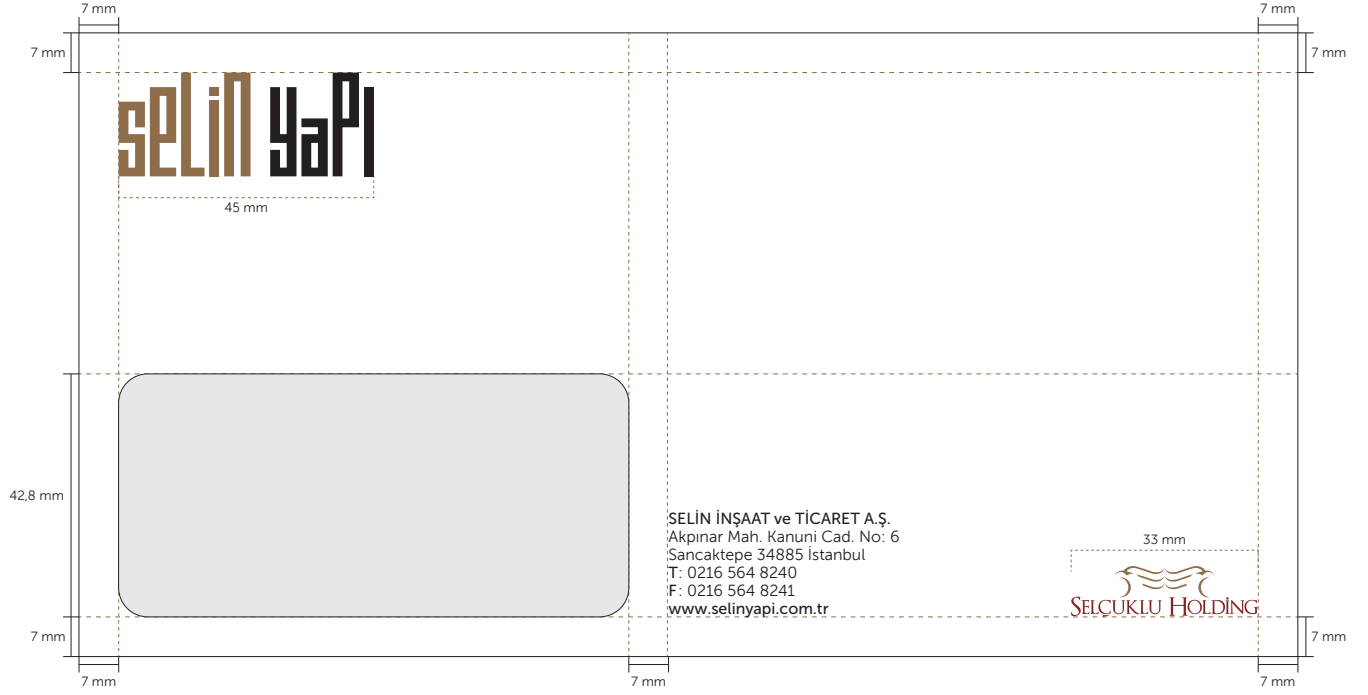 7 mm
7 mm
7 mm
7 mm
selin yapı
45 mm
42,8 mm
SELİN İNŞAAT ve TİCARET A.Ş.
Akpınar Mah. Kanuni Cad. No: 6
Sancaktepe 34885 İstanbul
T: 0216 564 8240
F: 0216 564 8241
www.selinyapi.com.tr
33 mm
SELÇUKLU HOLDİNG
7 mm
7 mm
7 mm
7 mm
7 mm